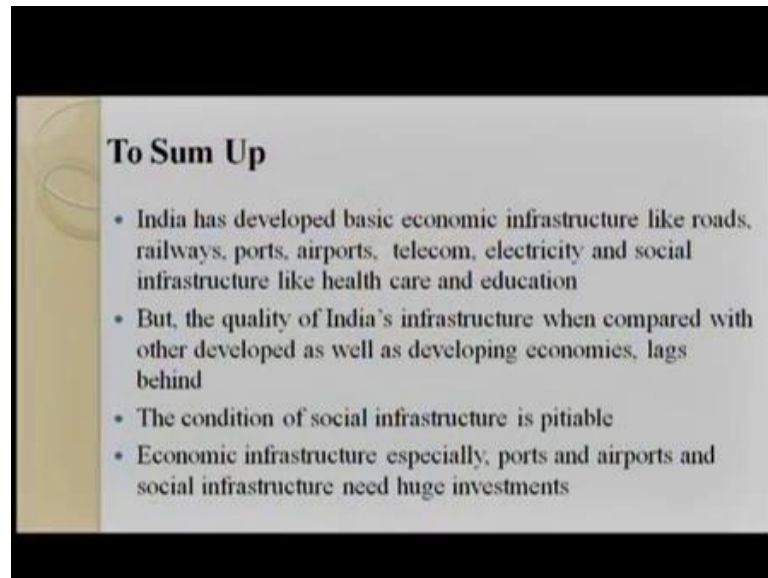 To Sum Up
• India has developed basic economic infrastructure like roads,
railways, ports, airports, telecom, electricity and social
infrastructure like health care and education
• But, the quality of India's infrastructure when compared with
other developed as well as developing economies, lags
behind
• The condition of social infrastructure is pitiable
• Economic infrastructure especially, ports and airports and
social infrastructure need huge investments